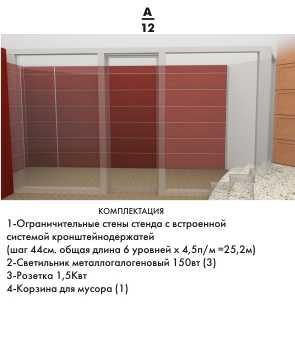 А
12
КОМПЛЕКТАЦИЯ
1-Ограничительные стены стенда с встроенной
системой кронштейнодержатей
(шаг 44см. общая длина 6 уровней х 4,5п/м =25,2м)
2-Светильник металлогалогеновый 150вт (3)
3-Розетка 1,5Квт
4-Корзина для мусора (1)